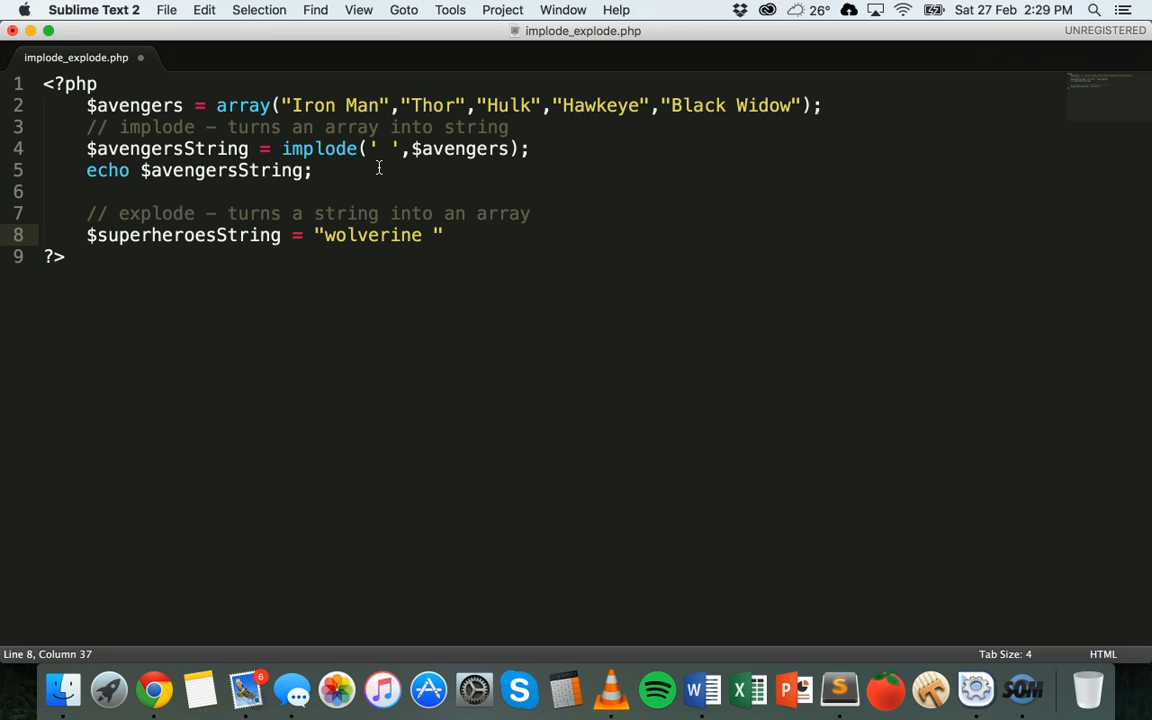 Sublime Text 2 File Edit Selection Find View Goto Tools Project Window Help 26° Sat 27 Feb 2:29 PM
implode_explode.php UNREGISTERED
implode_explode.php
1 <?php
2 $avengers = array("Iron Man","Thor","Hulk","Hawkeye","Black Widow");
3 // implode – turns an array into string
4 $avengersString = implode(' ',$avengers);
5 echo $avengersString;
6
7 // explode – turns a string into an array
8 $superheroesString = "wolverine "
9 ?>
Line 8, Column 37 Tab Size: 4 HTML
6
SOM